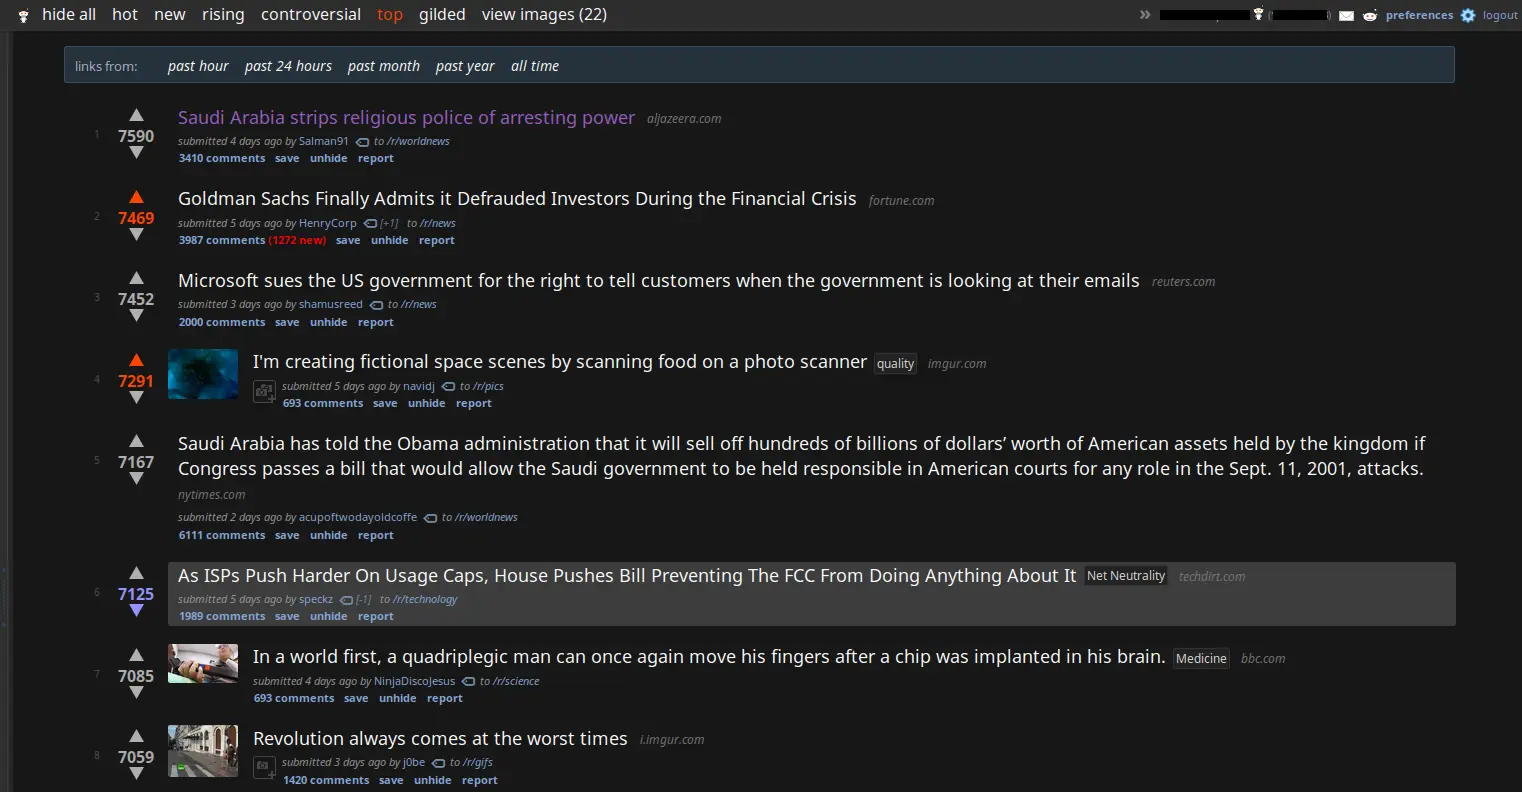 hide all hot new rising controversial top gilded view images (22) » preferences logout
links from: past hour past 24 hours past month past year all time
1
7590
Saudi Arabia strips religious police of arresting power aljazeera.com
submitted 4 days ago by Salman91 to /r/worldnews
3410 comments save unhide report
2
7469
Goldman Sachs Finally Admits it Defrauded Investors During the Financial Crisis fortune.com
submitted 5 days ago by HenryCorp [+1] to /r/news
3987 comments (1272 new) save unhide report
3
7452
Microsoft sues the US government for the right to tell customers when the government is looking at their emails reuters.com
submitted 3 days ago by shamusreed to /r/news
2000 comments save unhide report
4
7291
I'm creating fictional space scenes by scanning food on a photo scanner quality imgur.com
submitted 5 days ago by navidj to /r/pics
693 comments save unhide report
5
7167
Saudi Arabia has told the Obama administration that it will sell off hundreds of billions of dollars’ worth of American assets held by the kingdom if
Congress passes a bill that would allow the Saudi government to be held responsible in American courts for any role in the Sept. 11, 2001, attacks.
nytimes.com
submitted 2 days ago by acupoftwodayoldcoffe to /r/worldnews
6111 comments save unhide report
6
7125
As ISPs Push Harder On Usage Caps, House Pushes Bill Preventing The FCC From Doing Anything About It Net Neutrality techdirt.com
submitted 5 days ago by speckz [-1] to /r/technology
1989 comments save unhide report
7
7085
In a world first, a quadriplegic man can once again move his fingers after a chip was implanted in his brain. Medicine bbc.com
submitted 4 days ago by NinjaDiscoJesus to /r/science
693 comments save unhide report
8
7059
Revolution always comes at the worst times i.imgur.com
submitted 3 days ago by j0be to /r/gifs
1420 comments save unhide report